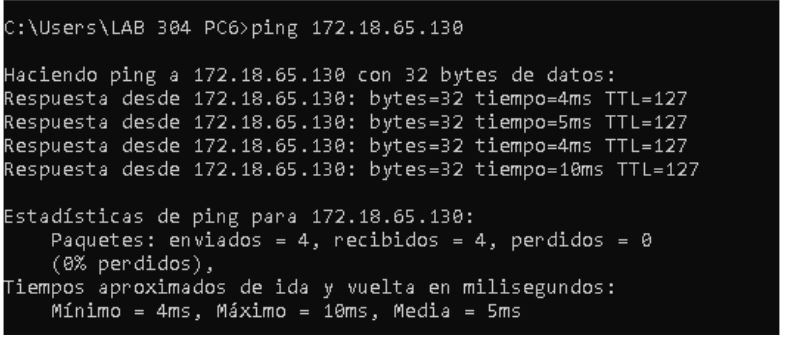 C:\Users\LAB 304 PC6>ping 172.18.65.130
Haciendo ping a 172.18.65.130 con 32 bytes de datos:
Respuesta desde 172.18.65.130: bytes=32 tiempo=4ms TTL=127
Respuesta desde 172.18.65.130: bytes=32 tiempo=5ms TTL=127
Respuesta desde 172.18.65.130: bytes=32 tiempo=4ms TTL=127
Respuesta desde 172.18.65.130: bytes=32 tiempo=10ms TTL=127
Estadísticas de ping para 172.18.65.130:
Paquetes: enviados = 4, recibidos = 4, perdidos = 0
(0% perdidos),
Tiempos aproximados de ida y vuelta en milisegundos:
Mínimo = 4ms, Máximo = 10ms, Media = 5ms